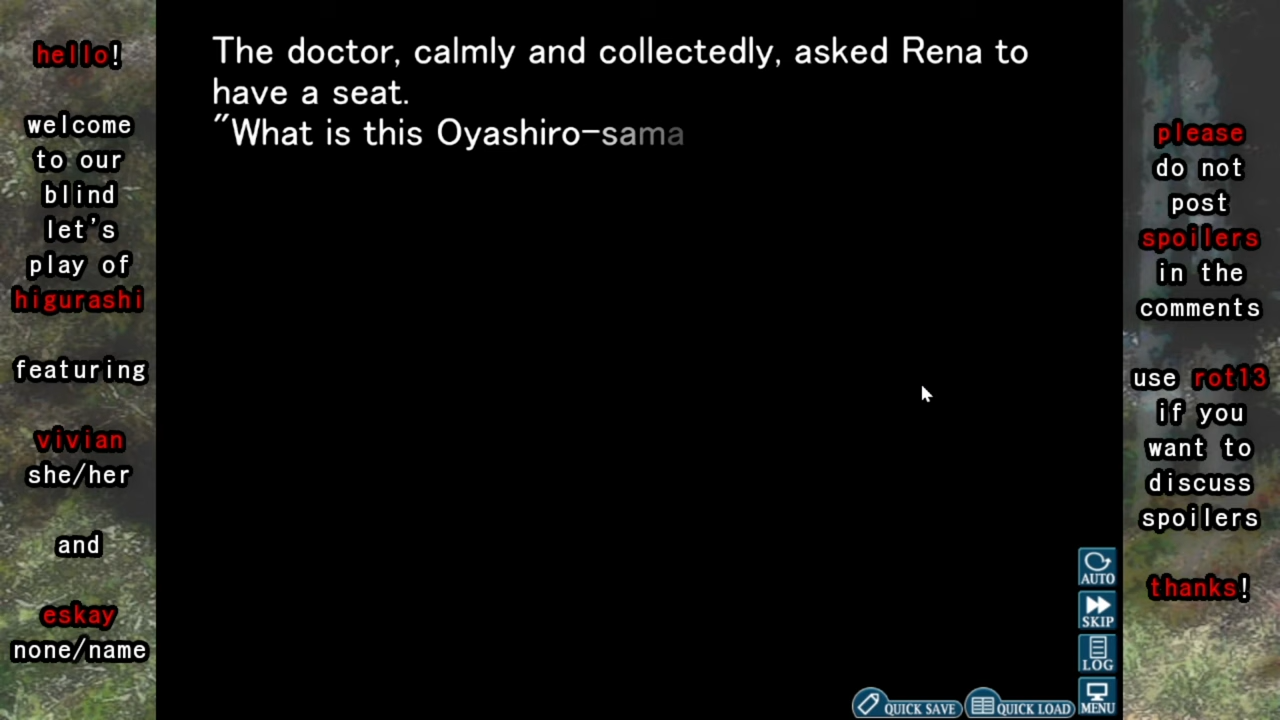 hello!
welcome
to our
blind
let's
play of
higurashi
featuring
vivian
she/her
and
eskay
none/name
The doctor, calmly and collectedly, asked Rena to
have a seat.
"What is this Oyashiro-sama
please
do not
post
spoilers
in the
comments
use rot13
if you
want to
discuss
spoilers
thanks!
AUTO
SKIP
LOG
MENU
QUICK SAVE
QUICK LOAD